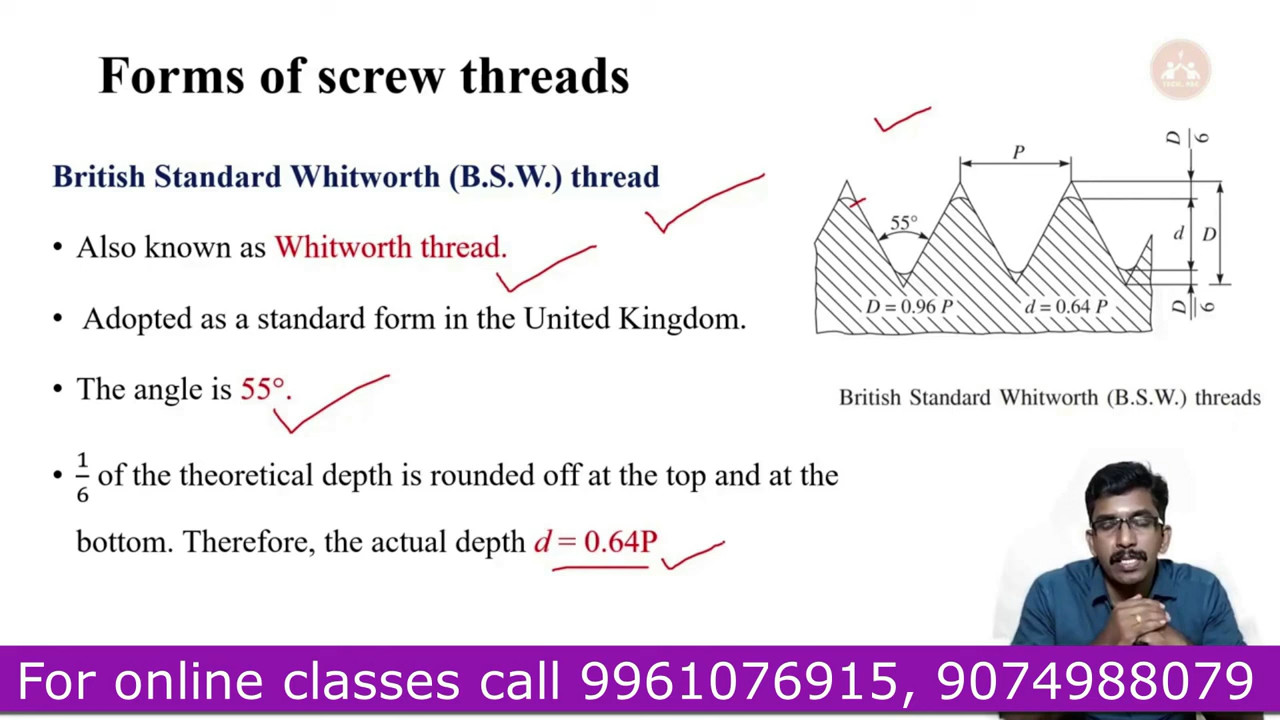 Forms of screw threads
British Standard Whitworth (B.S.W.) thread
• Also known as Whitworth thread.
• Adopted as a standard form in the United Kingdom.
• The angle is 55°.
• 1/6 of the theoretical depth is rounded off at the top and at the
bottom. Therefore, the actual depth d = 0.64P
P
D/6
55°
d
D
D = 0.96 P
d = 0.64 P
D/6
British Standard Whitworth (B.S.W.) threads
For online classes call 9961076915, 9074988079